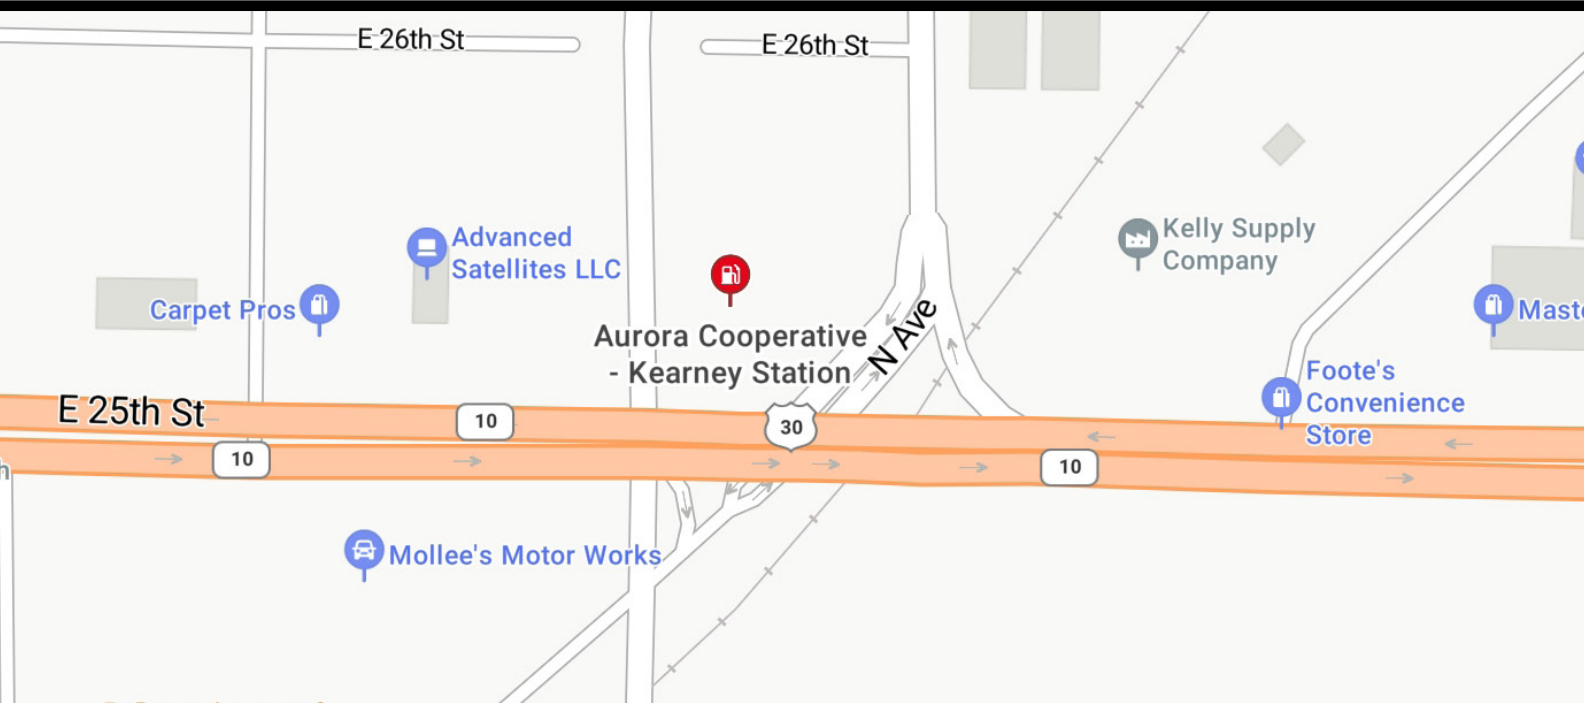 E 26th St
E 26th St
Advanced
Satellites LLC
Kelly Supply
Company
Carpet Pros
Aurora Cooperative
- Kearney Station
N Ave
Foote's
Convenience
Store
E 25th St
10
30
10
10
Mollee's Motor Works